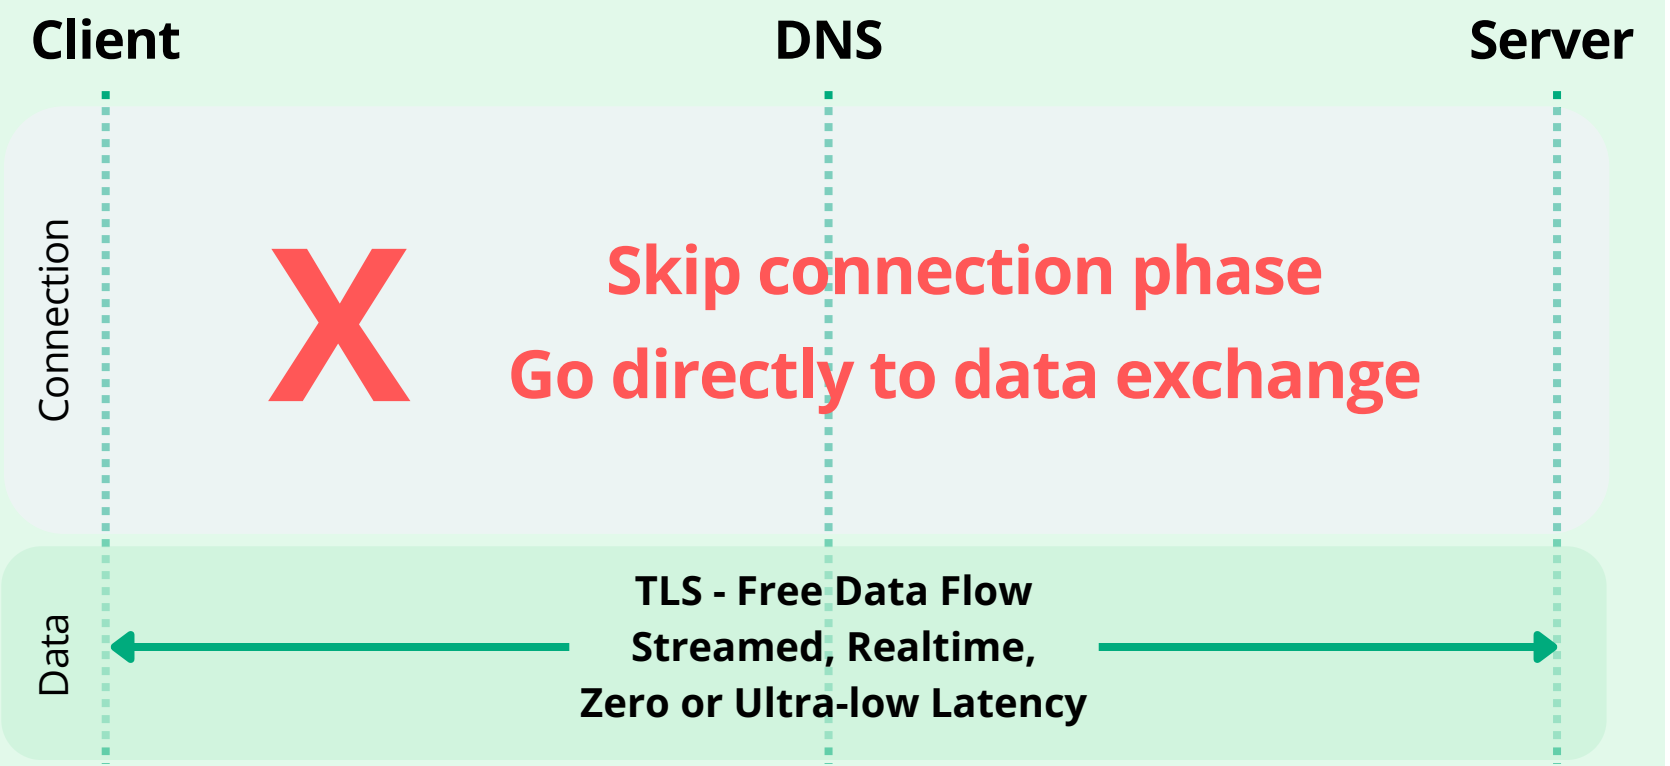 Client DNS Server
Connection
X
Skip connection phase
Go directly to data exchange
Data
TLS - Free Data Flow
Streamed, Realtime,
Zero or Ultra-low Latency